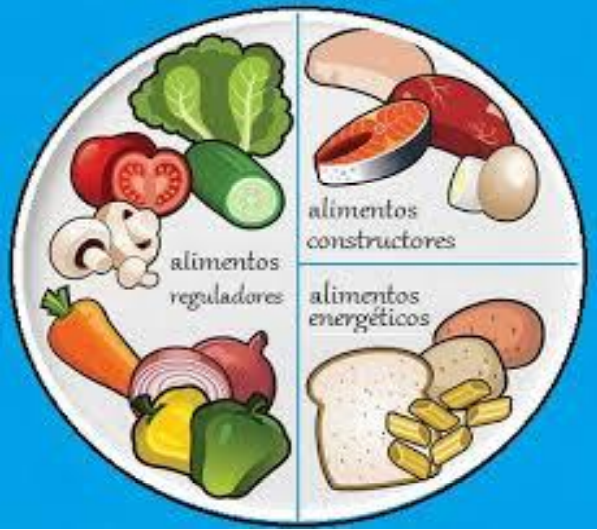 alimentos
constructores
alimentos
reguladores
alimentos
energéticos